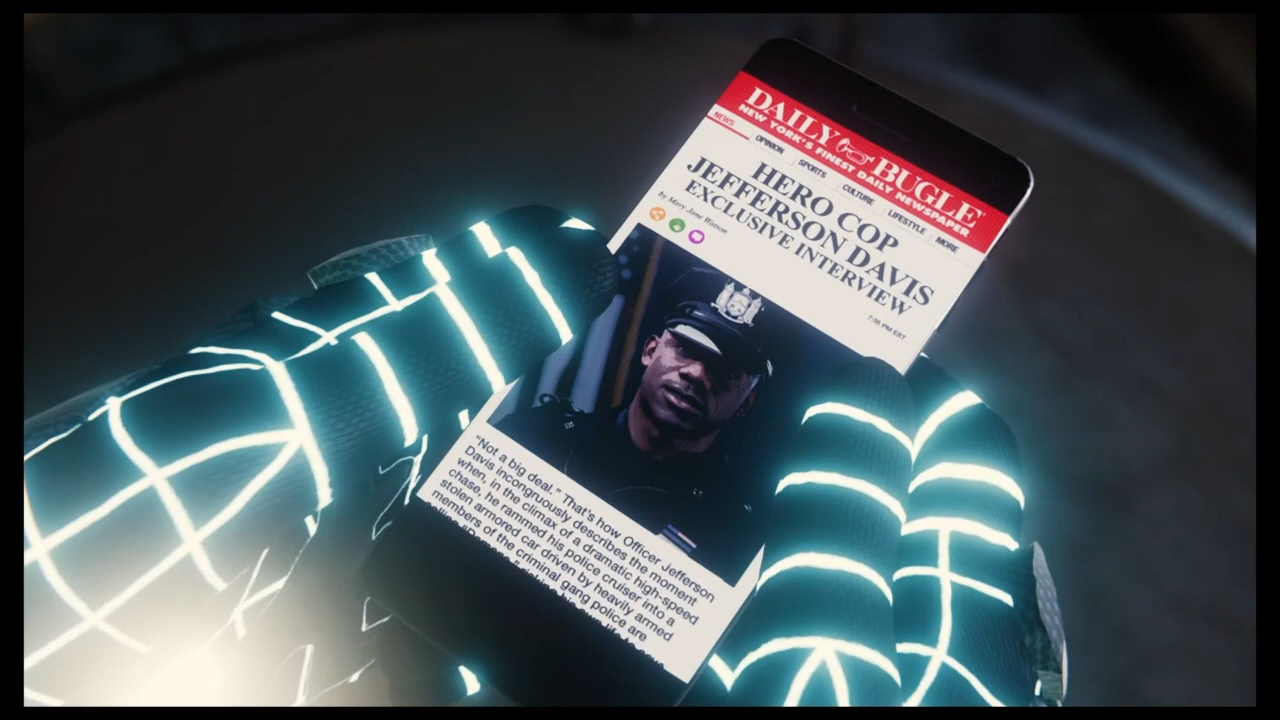 DAILY BUGLE
NEW YORK'S FINEST DAILY NEWSPAPER
NEWS OPINION SPORTS CULTURE LIFESTYLE MORE
HERO COP
JEFFERSON DAVIS
EXCLUSIVE INTERVIEW
by Mary Jane Watson
7:35 PM EST
"Not a big deal." That's how Officer Jefferson
Davis incongruously describes the moment
when, in the climax of a dramatic high-speed
chase, he rammed his police cruiser into a
stolen armored car driven by heavily armed
members of the criminal gang police are